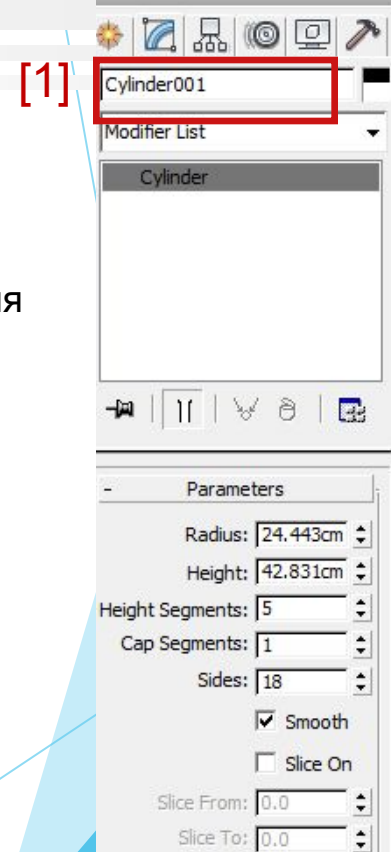 [1]
Cylinder001
Modifier List
Cylinder
ия
- Parameters
Radius: 24.443cm
Height: 42.831cm
Height Segments: 5
Cap Segments: 1
Sides: 18
Smooth
Slice On
Slice From: 0.0
Slice To: 0.0